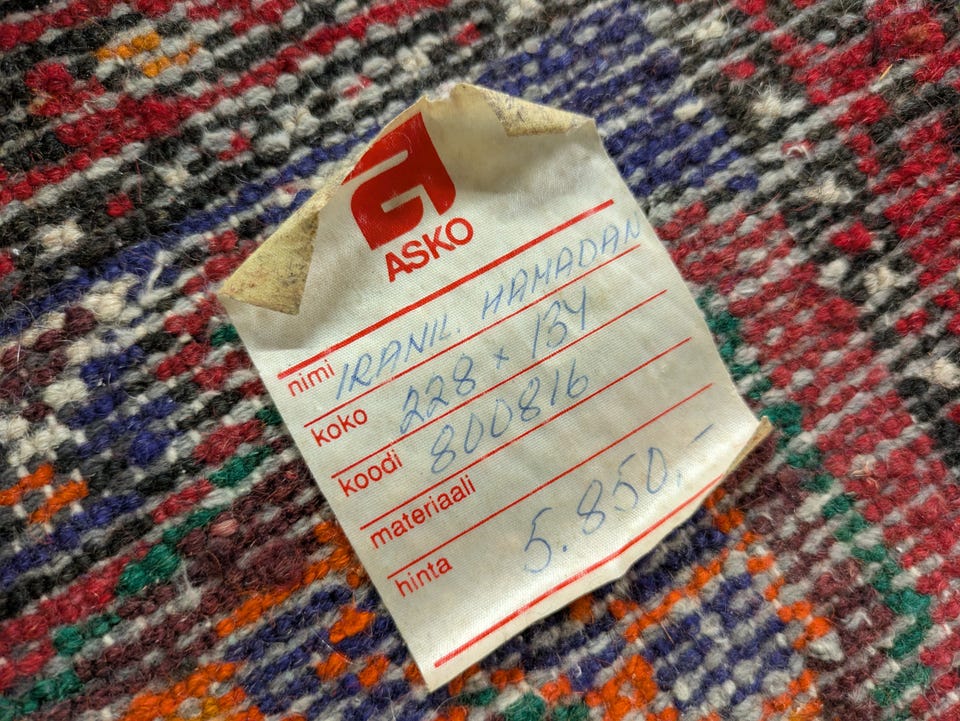 ASKO
nimi IRANIL. HAMADAN
koko 228 x 134
koodi 800816
materiaali
hinta 5.850.-